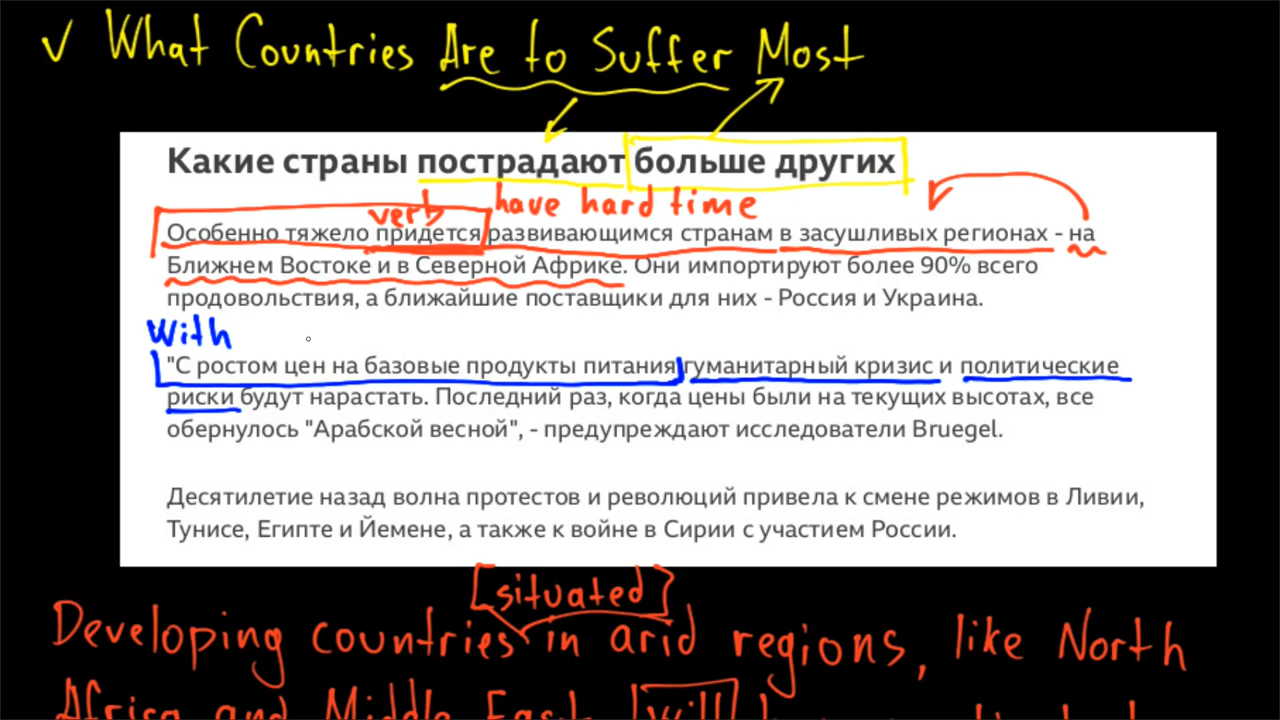 ✓ What Countries Are to Suffer Most
Какие страны пострадают больше других
verb have hard time
Особенно тяжело придется развивающимся странам в засушливых регионах - на
Ближнем Востоке и в Северной Африке. Они импортируют более 90% всего
продовольствия, а ближайшие поставщики для них - Россия и Украина.
With
"С ростом цен на базовые продукты питания гуманитарный кризис и политические
риски будут нарастать. Последний раз, когда цены были на текущих высотах, все
обернулось "Арабской весной", - предупреждают исследователи Bruegel.
Десятилетие назад волна протестов и революций привела к смене режимов в Ливии,
Тунисе, Египте и Йемене, а также к войне в Сирии с участием России.
[situated]
Developing countries in arid regions, like North
Africa and Middle East, will